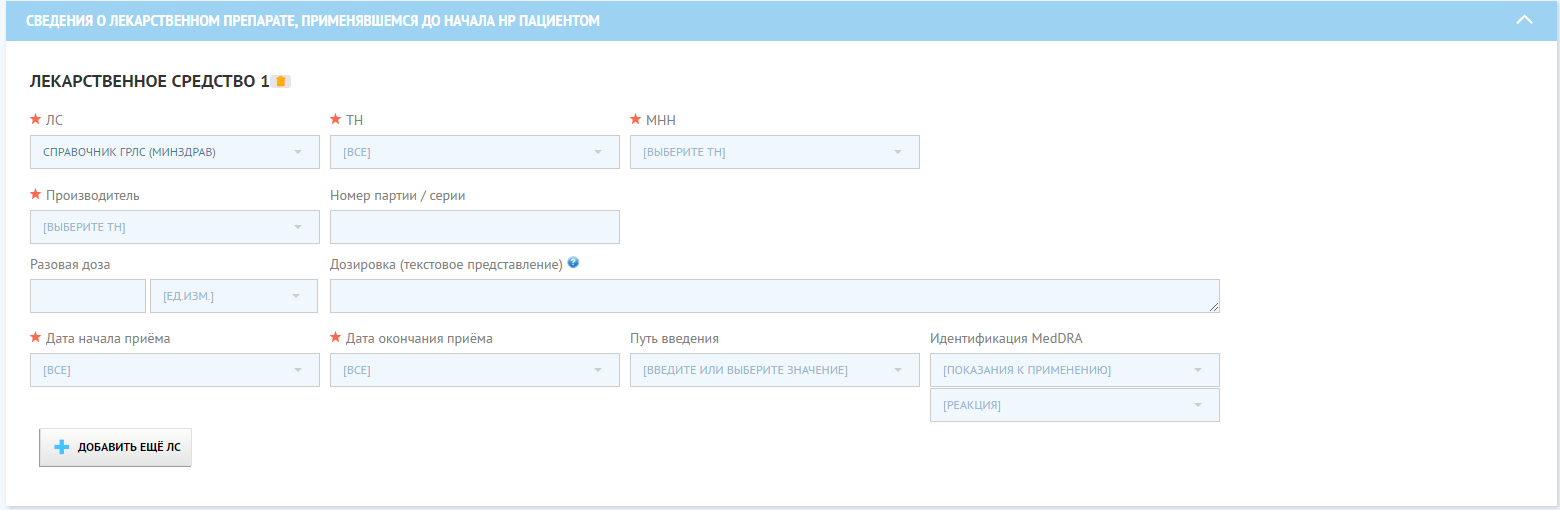 СВЕДЕНИЯ О ЛЕКАРСТВЕННОМ ПРЕПАРАТЕ, ПРИМЕНЯВШЕМСЯ ДО НАЧАЛА НР ПАЦИЕНТОМ
ЛЕКАРСТВЕННОЕ СРЕДСТВО 1
★ ЛС ★ ТН ★ МНН
СПРАВОЧНИК ГРЛС (МИНЗДРАВ) [ВСЕ] [ВЫБЕРИТЕ ТН]
★ Производитель Номер партии / серии
[ВЫБЕРИТЕ ТН]
Разовая доза Дозировка (текстовое представление) ?
[ЕД.ИЗМ.]
★ Дата начала приёма ★ Дата окончания приёма Путь введения Идентификация MedDRA
[ВСЕ] [ВСЕ] [ВВЕДИТЕ ИЛИ ВЫБЕРИТЕ ЗНАЧЕНИЕ] [ПОКАЗАНИЯ К ПРИМЕНЕНИЮ]
[РЕАКЦИЯ]
ДОБАВИТЬ ЕЩЁ ЛС